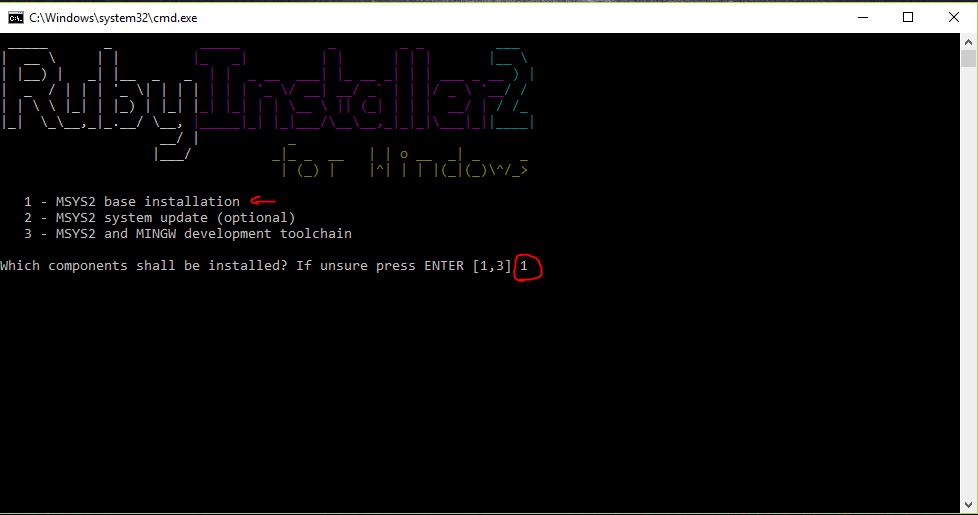 C:\Windows\system32\cmd.exe
RubyInstaller2
for Windows
1 - MSYS2 base installation
2 - MSYS2 system update (optional)
3 - MSYS2 and MINGW development toolchain
Which components shall be installed? If unsure press ENTER [1,3] 1